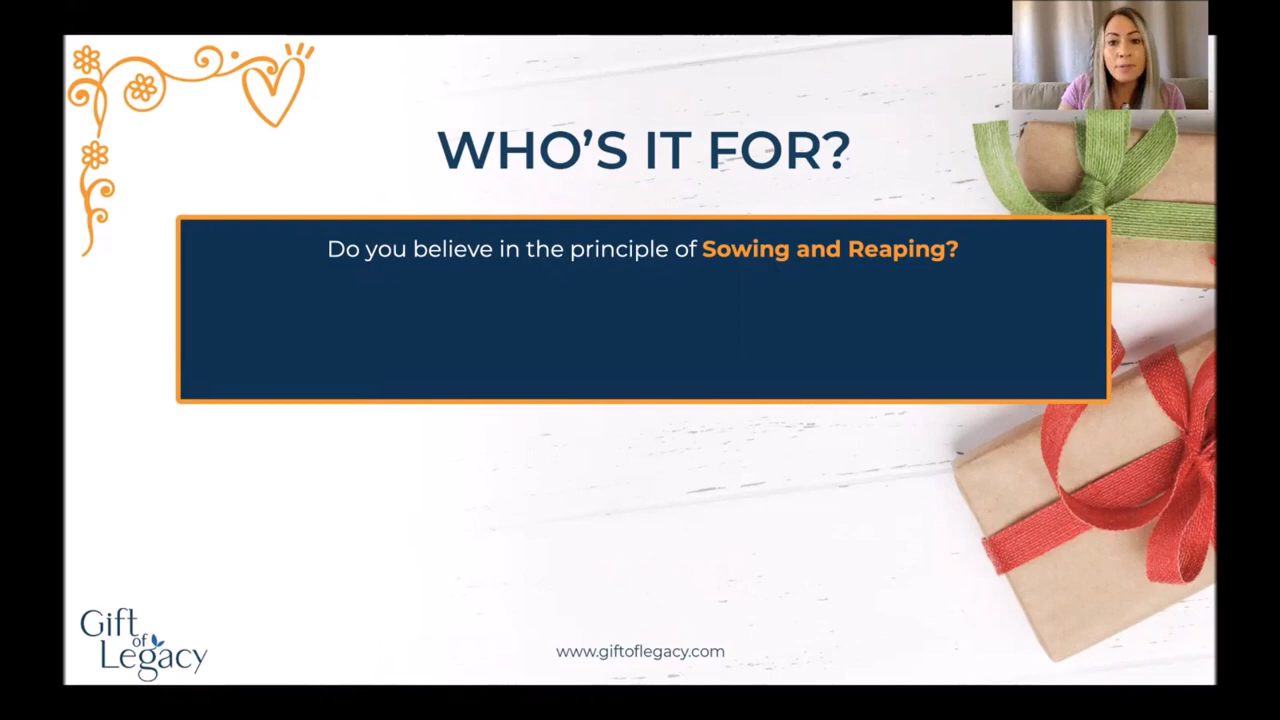 WHO'S IT FOR?
Do you believe in the principle of Sowing and Reaping?
Gift
of
Legacy
www.giftoflegacy.com